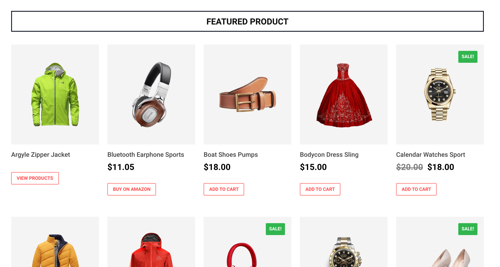 FEATURED PRODUCT
SALE!
Argyle Zipper Jacket
Bluetooth Earphone Sports
Boat Shoes Pumps
Bodycon Dress Sling
Calendar Watches Sport
$11.05
$18.00
$15.00
$20.00 $18.00
VIEW PRODUCTS
BUY ON AMAZON
ADD TO CART
ADD TO CART
ADD TO CART
SALE!
SALE!